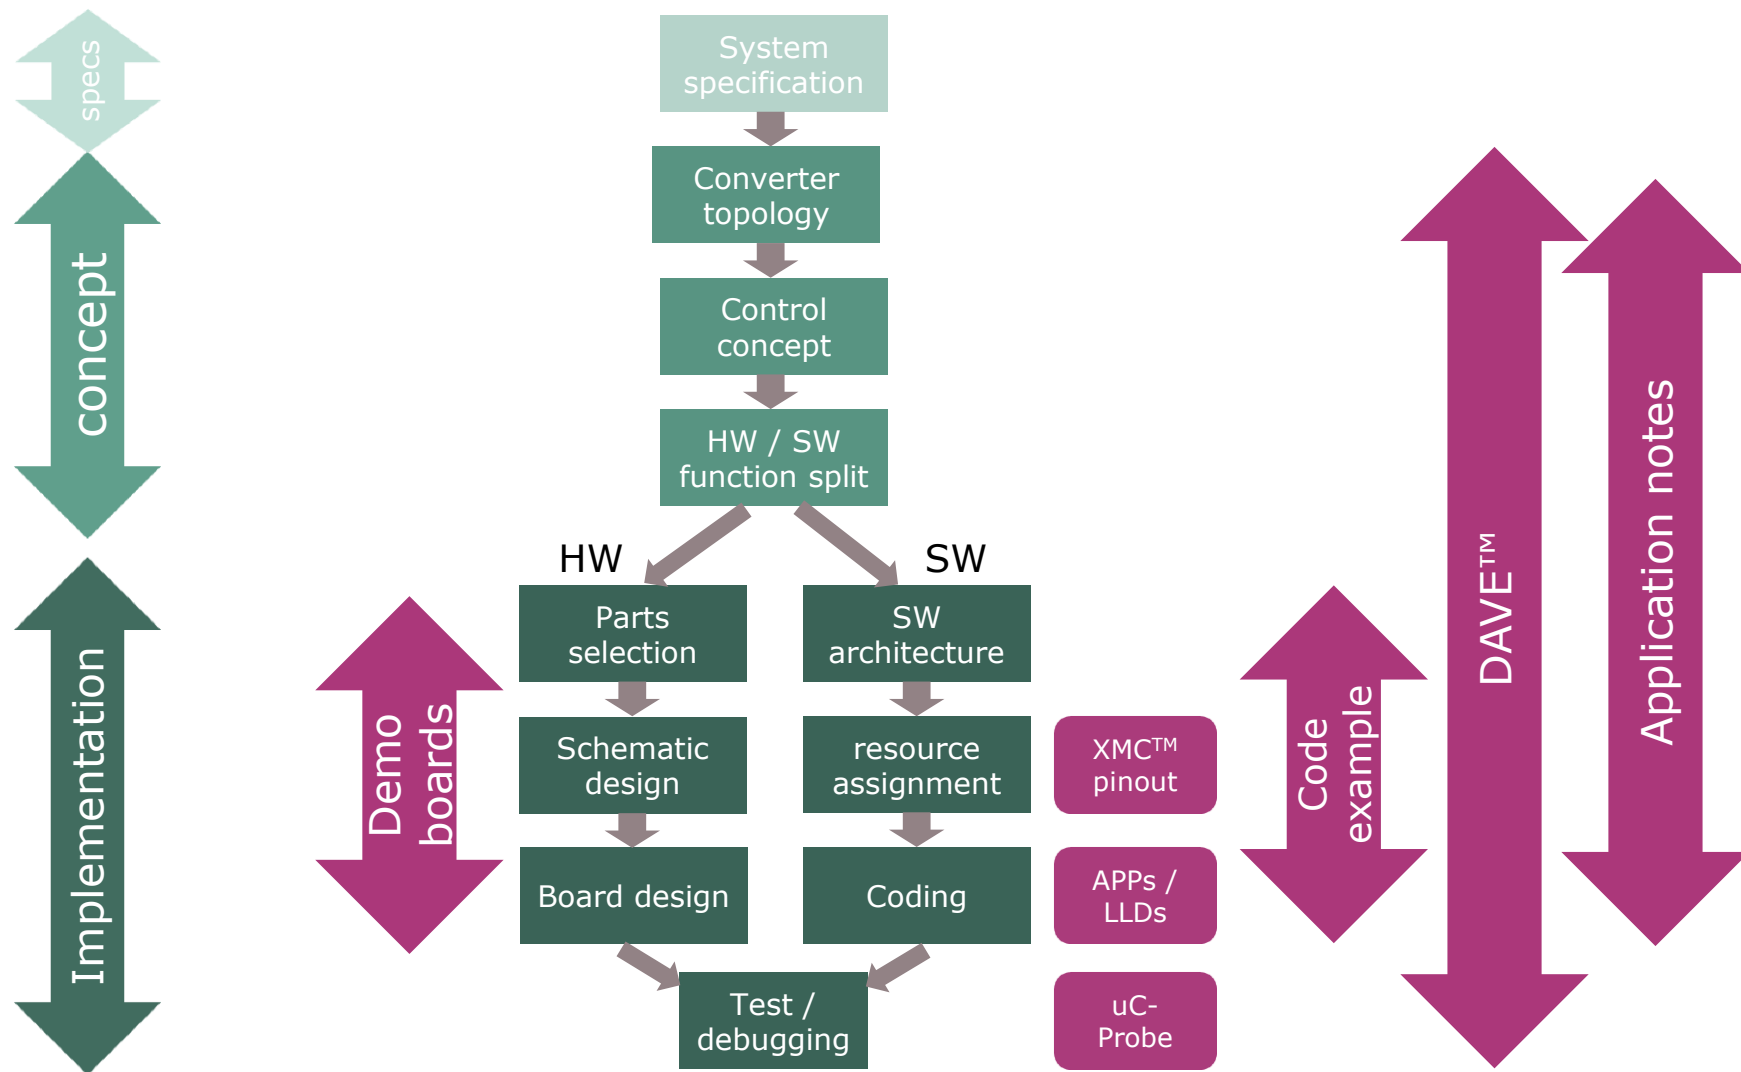 specs
System
specification
concept
Converter
topology
Control
concept
HW / SW
function split
HW
SW
Implementation
Demo
boards
Parts
selection
SW
architecture
Schematic
design
resource
assignment
XMC™
pinout
Board design
Coding
APPs /
LLDs
Test /
debugging
uC-
Probe
Code
example
DAVE™
Application notes